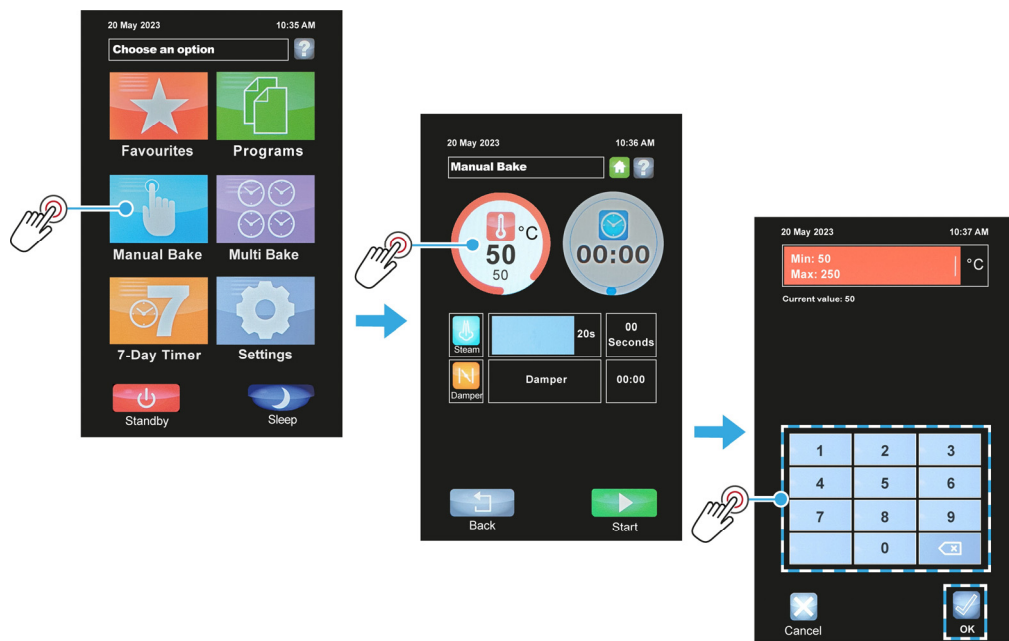 20 May 2023 10:35 AM
Choose an option ?
Favourites Programs
Manual Bake Multi Bake
7
7-Day Timer Settings
Standby Sleep
20 May 2023 10:36 AM
Manual Bake ?
°C
50 00:00
50
20s 00
Steam Seconds
Damper 00:00
Damper
Back Start
20 May 2023 10:37 AM
Min: 50 °C
Max: 250
Current value: 50
1 2 3
4 5 6
7 8 9
0
Cancel OK